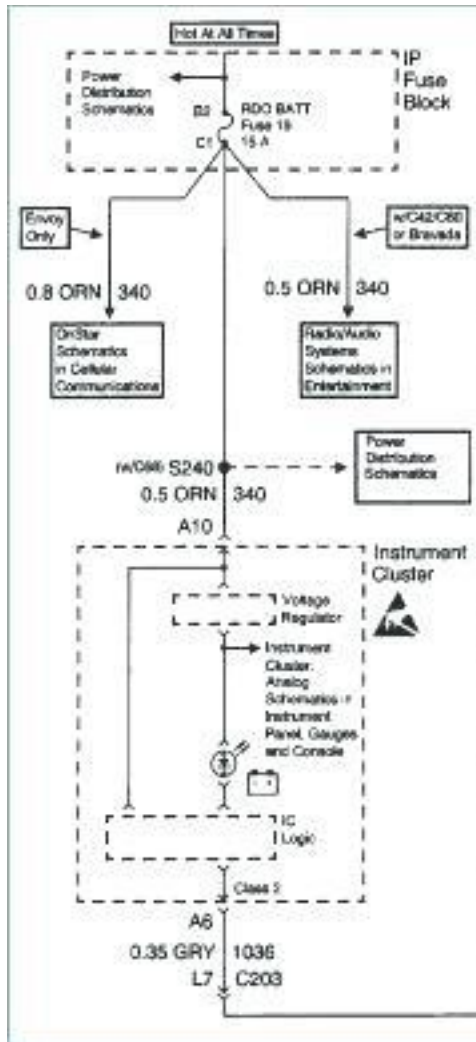 Hot At All Times
Power
Distribution
Schematics
IP
Fuse
Block
RDO BATT
Fuse 19
15 A
C1
Envoy
Only
w/C42/C60
or Bravada
0.8 ORN 340
0.5 ORN 340
OnStar
Schematics
in Cellular
Communications
Radio/Audio
Systems
Schematics in
Entertainment
S240
Power
Distribution
Schematics
0.5 ORN 340
A10
Instrument
Cluster
Voltage
Regulator
Instrument
Cluster:
Analog
Schematics in
Instrument
Panel, Gauges
and Console
IC
Logic
Class 2
A6
0.35 GRY 1036
L7 C203